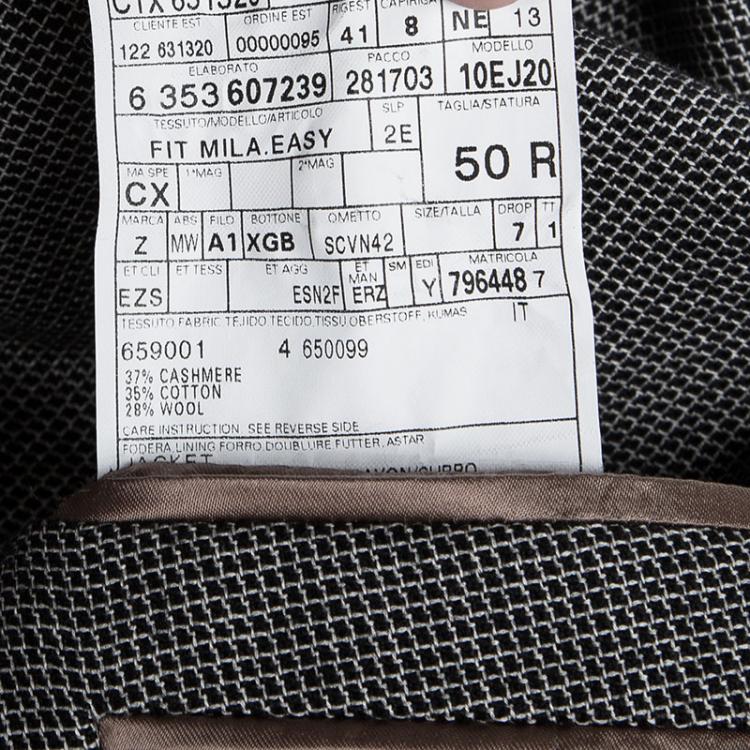 CLIENTE EST ORDINE EST RIGEST 8 NE 13
122 631320 00000095 41
ELABORATO PACCO MODELLO
6 353 607239 281703 10EJ20
TESSUTO/MODELLO/ARTICOLO SLP TAGLIA/STATURA
FIT MILA.EASY 2E 50 R
MA SPE 1°MAG 2°MAG
CX
MARCA ABS FILO BOTTONE OMETTO SIZE/TALLA DROP TT
Z MW A1 XGB SCVN42 7 1
ET CLI ET TESS ET AGG ET MAN SM EDI MATRICOLA
EZS ESN2F ERZ Y 796448 7
TESSUTO FABRIC TEJIDO TECIDO,TISSU OBERSTOFF, KUMAS IT
659001 4 650099
37% CASHMERE
35% COTTON
28% WOOL
CARE INSTRUCTION. SEE REVERSE SIDE
FODERA LINING FORRO DOUBLURE FUTTER, ASTAR
JACKET